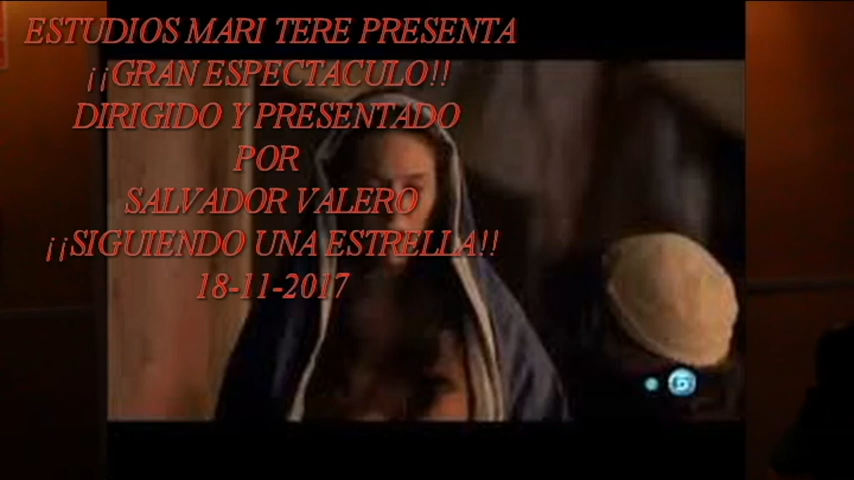 ESTUDIOS MARI TERE PRESENTA
¡¡GRAN ESPECTACULO!!
DIRIGIDO Y PRESENTADO
POR
SALVADOR VALERO
¡¡SIGUIENDO UNA ESTRELLA!!
18-11-2017